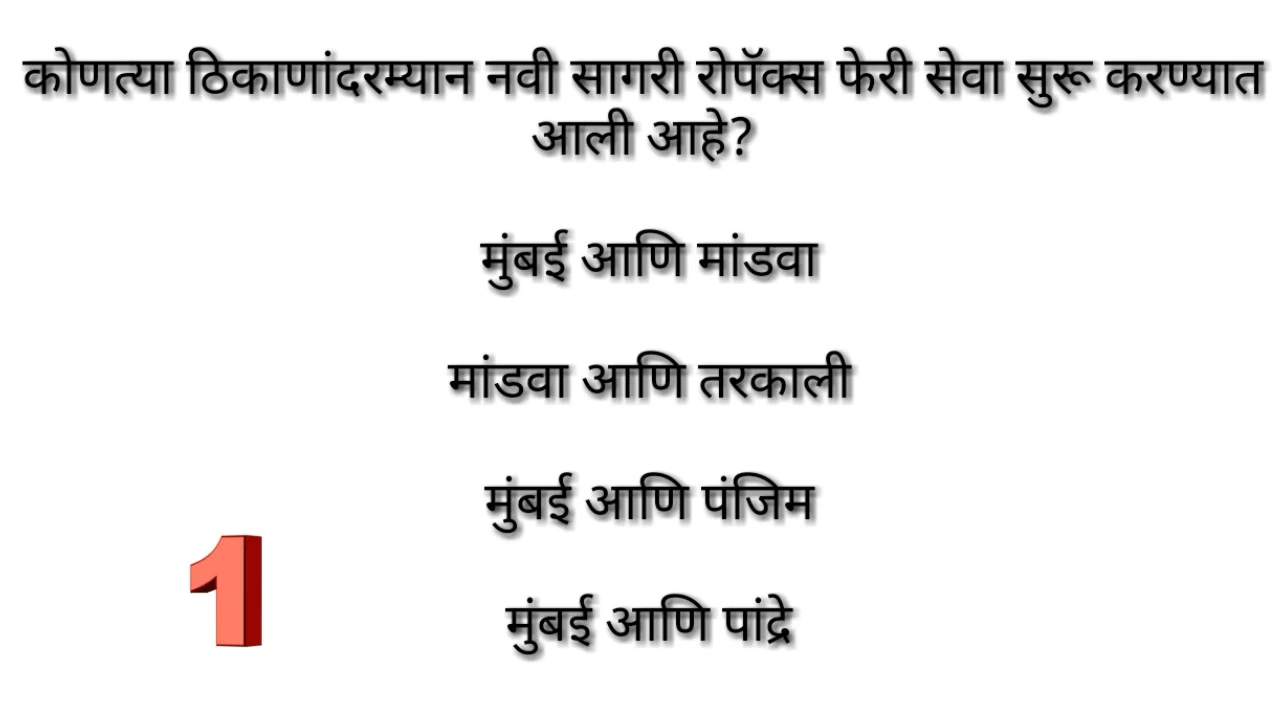 कोणत्या ठिकाणांदरम्यान नवी सागरी रोपॅक्स फेरी सेवा सुरू करण्यात
आली आहे?
मुंबई आणि मांडवा
मांडवा आणि तरकाली
मुंबई आणि पंजिम
मुंबई आणि पांद्रे
1